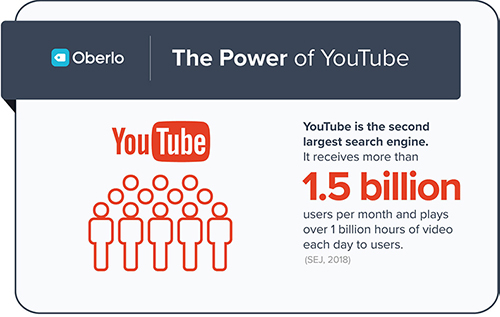 Oberlo
The Power of YouTube
YouTube
YouTube is the second
largest search engine.
It receives more than
1.5 billion
users per month and plays
over 1 billion hours of video
each day to users.
(SEJ, 2018)